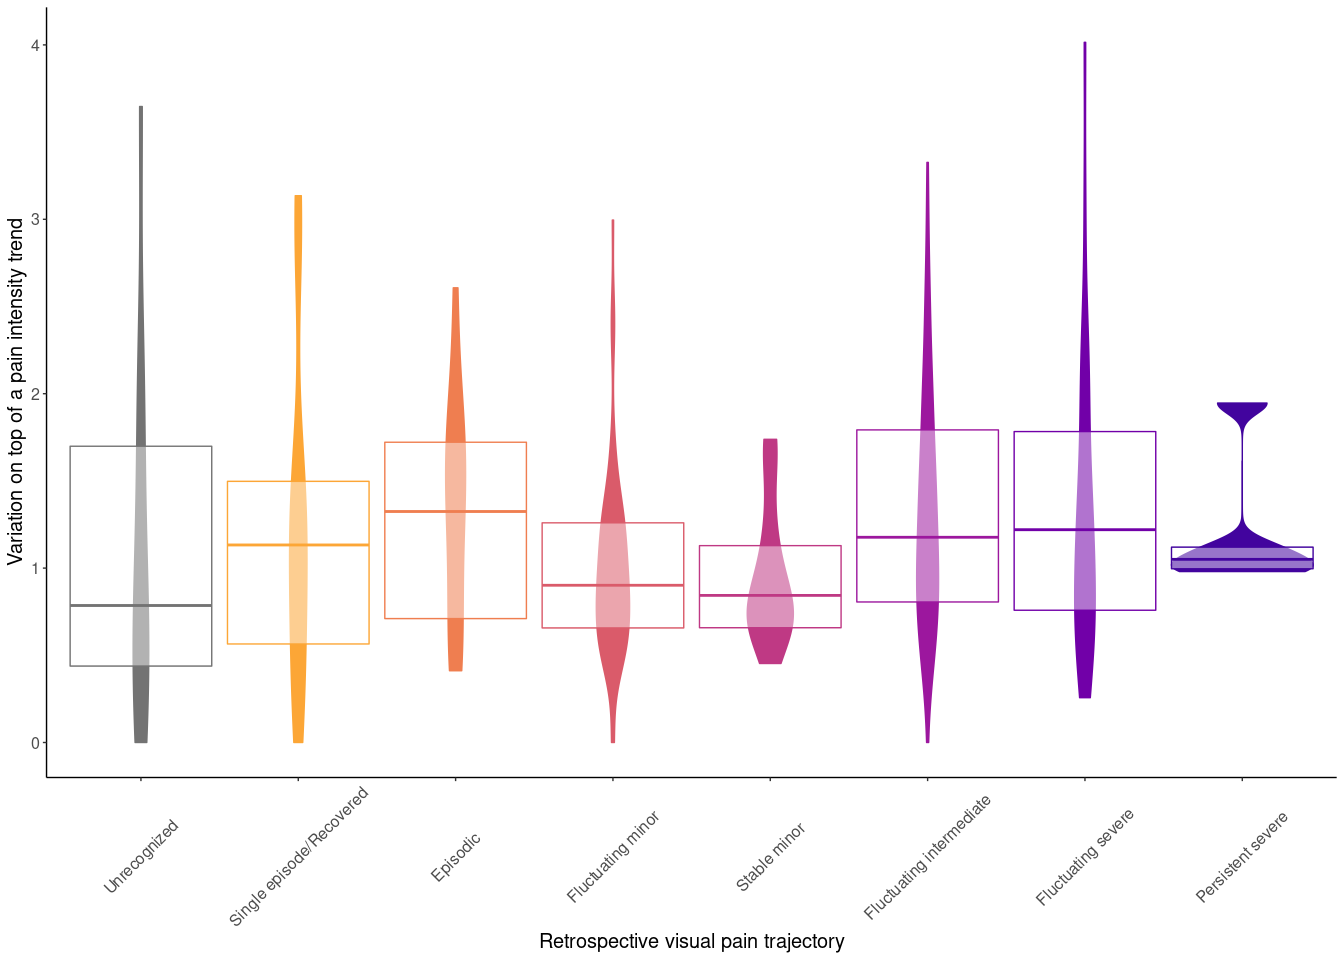 Variation on top of a pain intensity trend
4
3
2
1
0
Unrecognized
Single episode/Recovered
Episodic
Fluctuating minor
Stable minor
Fluctuating intermediate
Fluctuating severe
Persistent severe
Retrospective visual pain trajectory